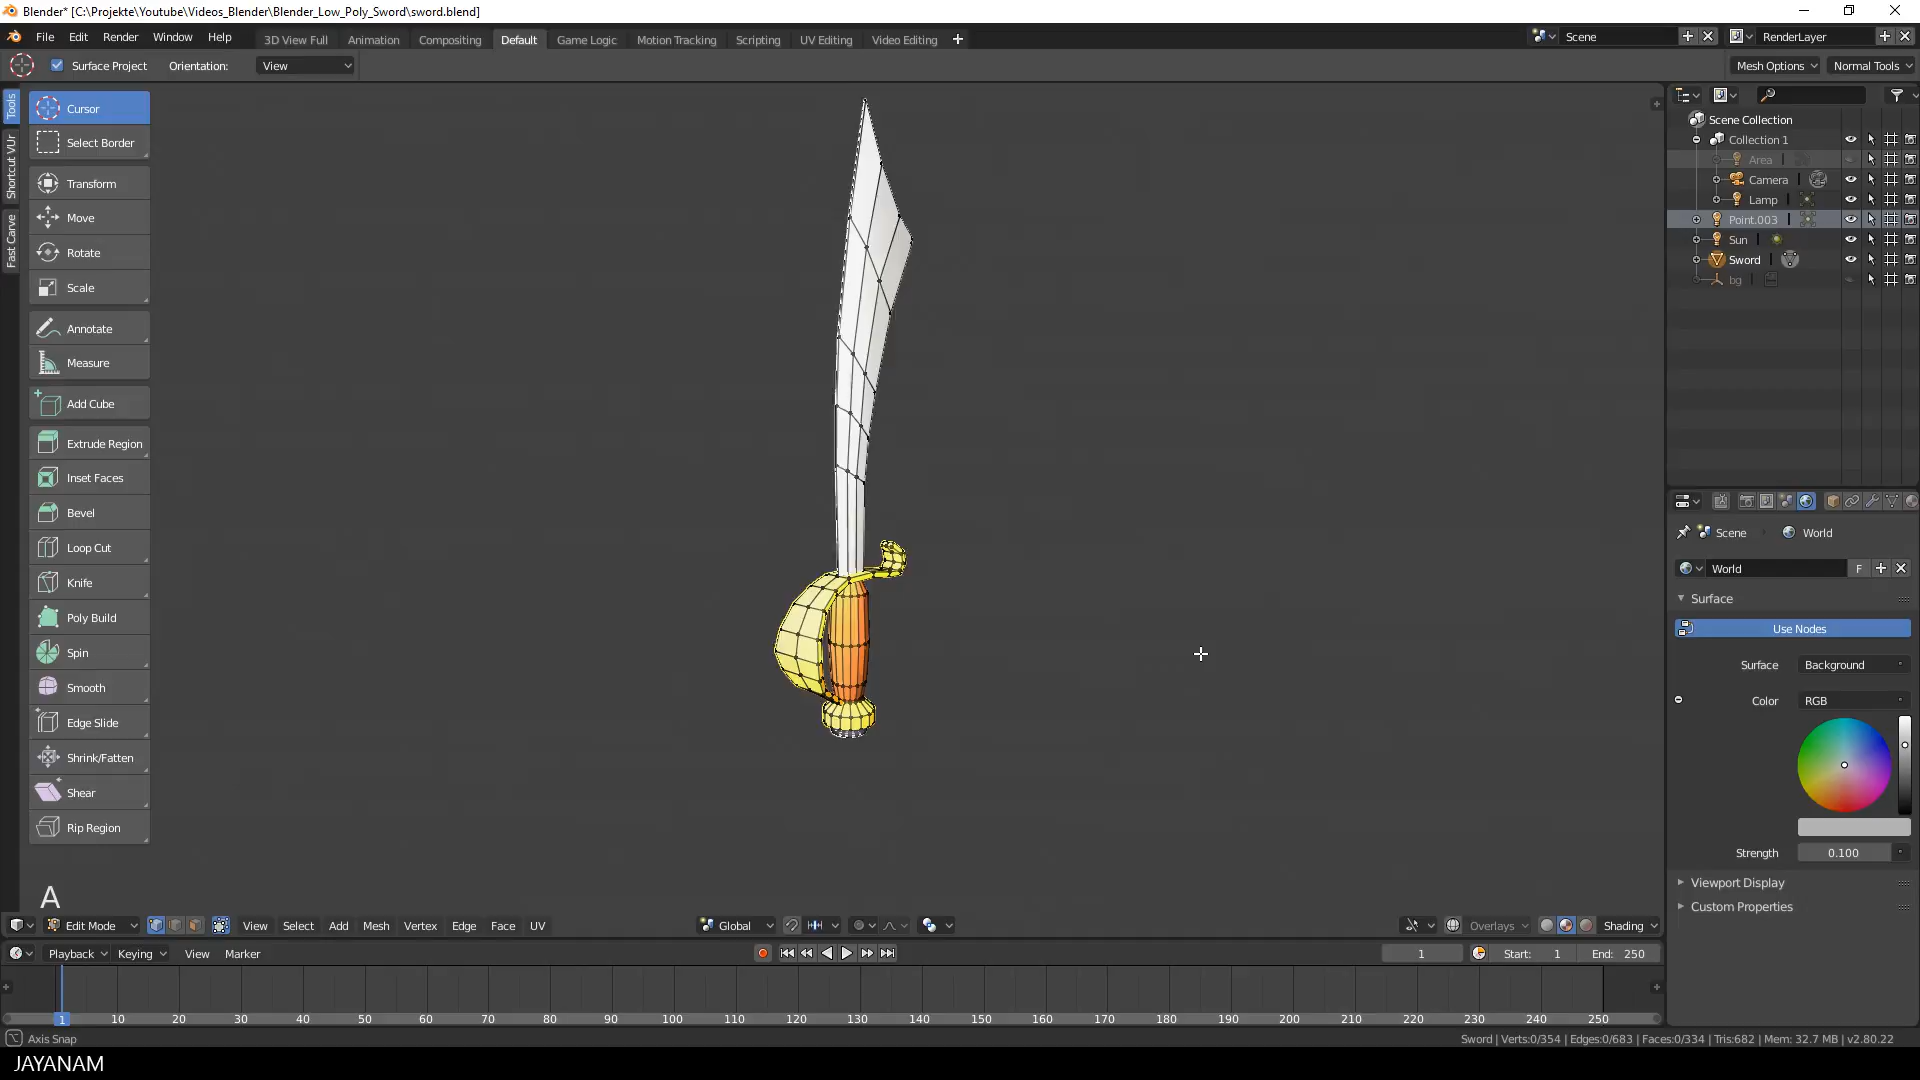 Blender* [C:\Projekte\Youtube\Videos_Blender\Blender_Low_Poly_Sword\sword.blend]
File Edit Render Window Help 3D View Full Animation Compositing Default Game Logic Motion Tracking Scripting UV Editing Video Editing Scene RenderLayer
Surface Project Orientation: View Mesh Options Normal Tools
Tools
Shortcut VUr
Fast Carve
Cursor
Select Border
Transform
Move
Rotate
Scale
Annotate
Measure
Add Cube
Extrude Region
Inset Faces
Bevel
Loop Cut
Knife
Poly Build
Spin
Smooth
Edge Slide
Shrink/Fatten
Shear
Rip Region
Scene Collection
Collection 1
Area
Camera
Lamp
Point.003
Sun
Sword
bg
Scene World
World F
Surface
Use Nodes
Surface Background
Color RGB
Strength 0.100
Viewport Display
Custom Properties
A
Edit Mode View Select Add Mesh Vertex Edge Face UV Global Overlays Shading
Playback Keying View Marker 1 Start: 1 End: 250
1 10 20 30 40 50 60 70 80 90 100 110 120 130 140 150 160 170 180 190 200 210 220 230 240 250
Axis Snap Sword | Verts:0/354 | Edges:0/683 | Faces:0/334 | Tris:682 | Mem: 32.7 MB | v2.80.22
JAYANAM